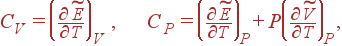 $C_V = \left(\frac{\partial \widetilde{E}}{\partial T}\right)_V , \quad C_P = \left(\frac{\partial \widetilde{E}}{\partial T}\right)_P + P\left(\frac{\partial \widetilde{V}}{\partial T}\right)_P ,$